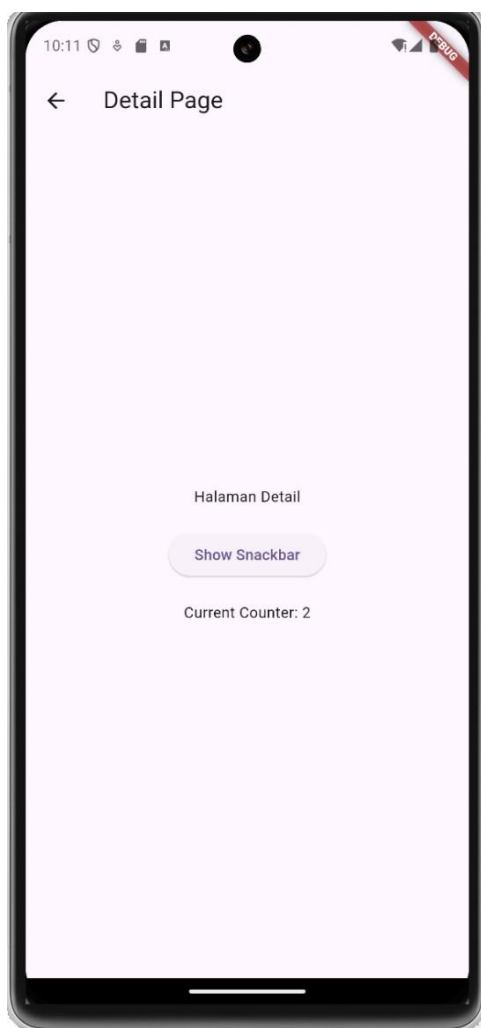 10:11
DEBUG
Detail Page
Halaman Detail
Show Snackbar
Current Counter: 2